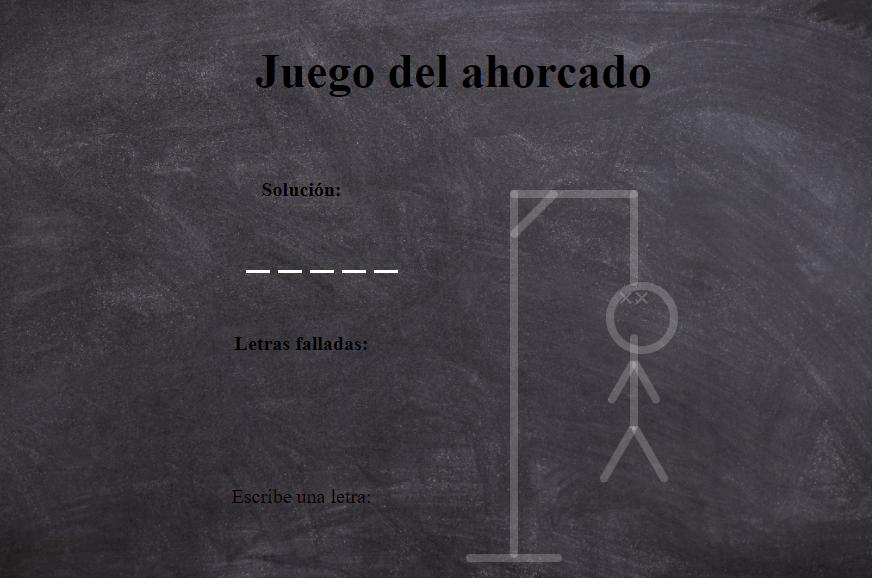 Juego del ahorcado
Solución:
Letras falladas:
Escribe una letra: